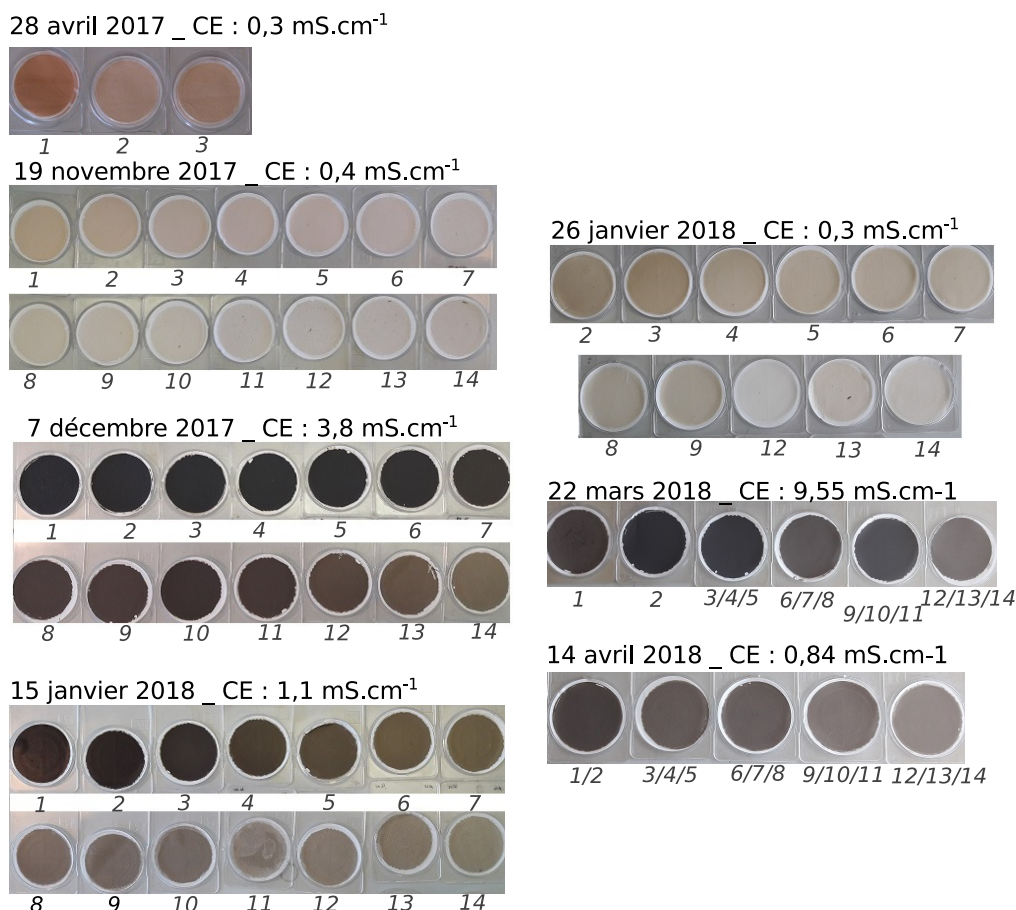 28 avril 2017 _ CE : 0,3 mS.cm-1
1 2 3
19 novembre 2017 _ CE : 0,4 mS.cm-1
1 2 3 4 5 6 7
8 9 10 11 12 13 14
7 décembre 2017 _ CE : 3,8 mS.cm-1
1 2 3 4 5 6 7
8 9 10 11 12 13 14
15 janvier 2018 _ CE : 1,1 mS.cm-1
1 2 3 4 5 6 7
8 9 10 11 12 13 14
26 janvier 2018 _ CE : 0,3 mS.cm-1
2 3 4 5 6 7
8 9 12 13 14
22 mars 2018 _ CE : 9,55 mS.cm-1
1 2 3/4/5 6/7/8 9/10/11 12/13/14
14 avril 2018 _ CE : 0,84 mS.cm-1
1/2 3/4/5 6/7/8 9/10/11 12/13/14